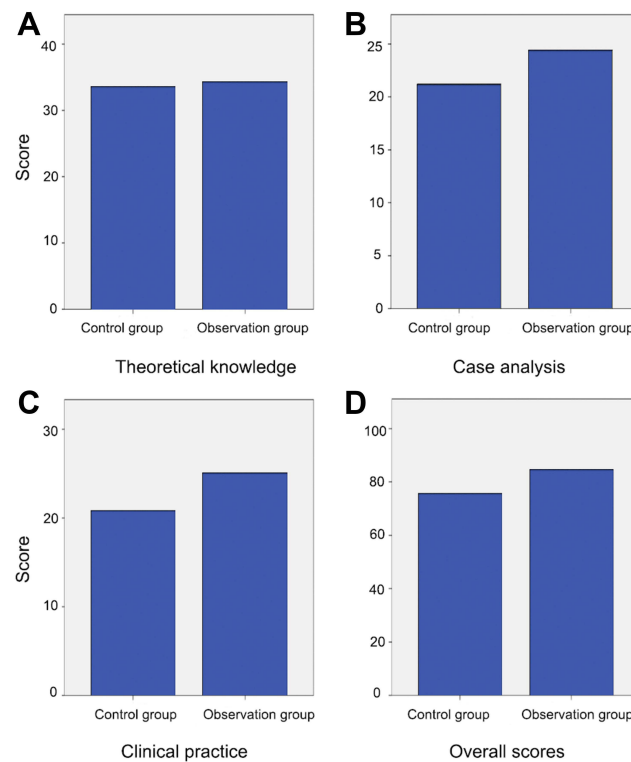 A
40
30
20
10
0
Score
Control group
Observation group
Theoretical knowledge
B
25
20
15
10
5
0
Control group
Observation group
Case analysis
C
30
20
10
0
Score
Control group
Observation group
Clinical practice
D
100
80
60
80
20
0
Control group
Observation group
Overall scores